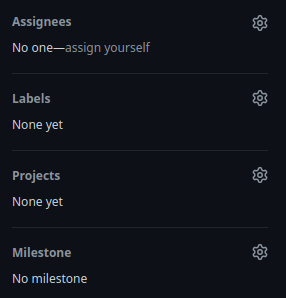 Assignees
No one—assign yourself
Labels
None yet
Projects
None yet
Milestone
No milestone